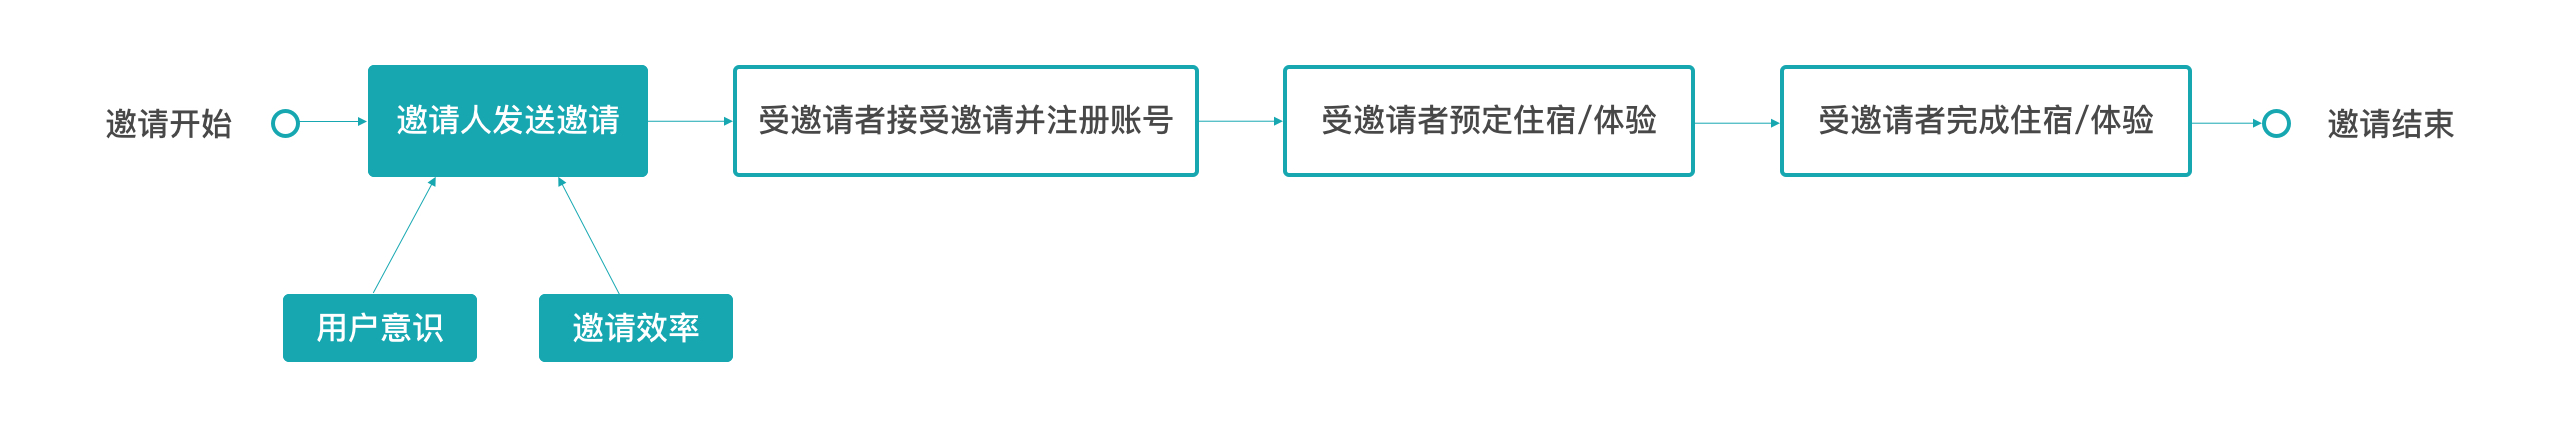 邀请开始
邀请人发送邀请
受邀请者接受邀请并注册账号
受邀请者预定住宿/体验
受邀请者完成住宿/体验
邀请结束
用户意识
邀请效率